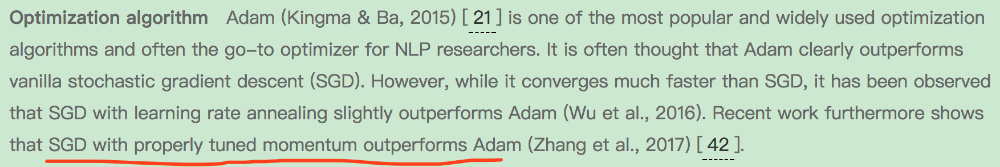 Optimization algorithm Adam (Kingma & Ba, 2015) [ 21 ] is one of the most popular and widely used optimization
algorithms and often the go-to optimizer for NLP researchers. It is often thought that Adam clearly outperforms
vanilla stochastic gradient descent (SGD). However, while it converges much faster than SGD, it has been observed
that SGD with learning rate annealing slightly outperforms Adam (Wu et al., 2016). Recent work furthermore shows
that SGD with properly tuned momentum outperforms Adam (Zhang et al., 2017) [ 42 ].